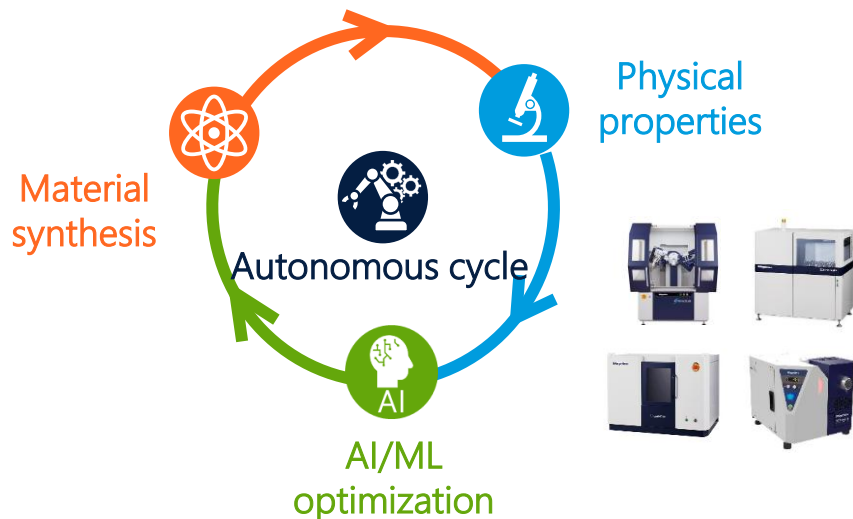 Physical
properties
Material
synthesis
Autonomous cycle
AI
AI/ML
optimization